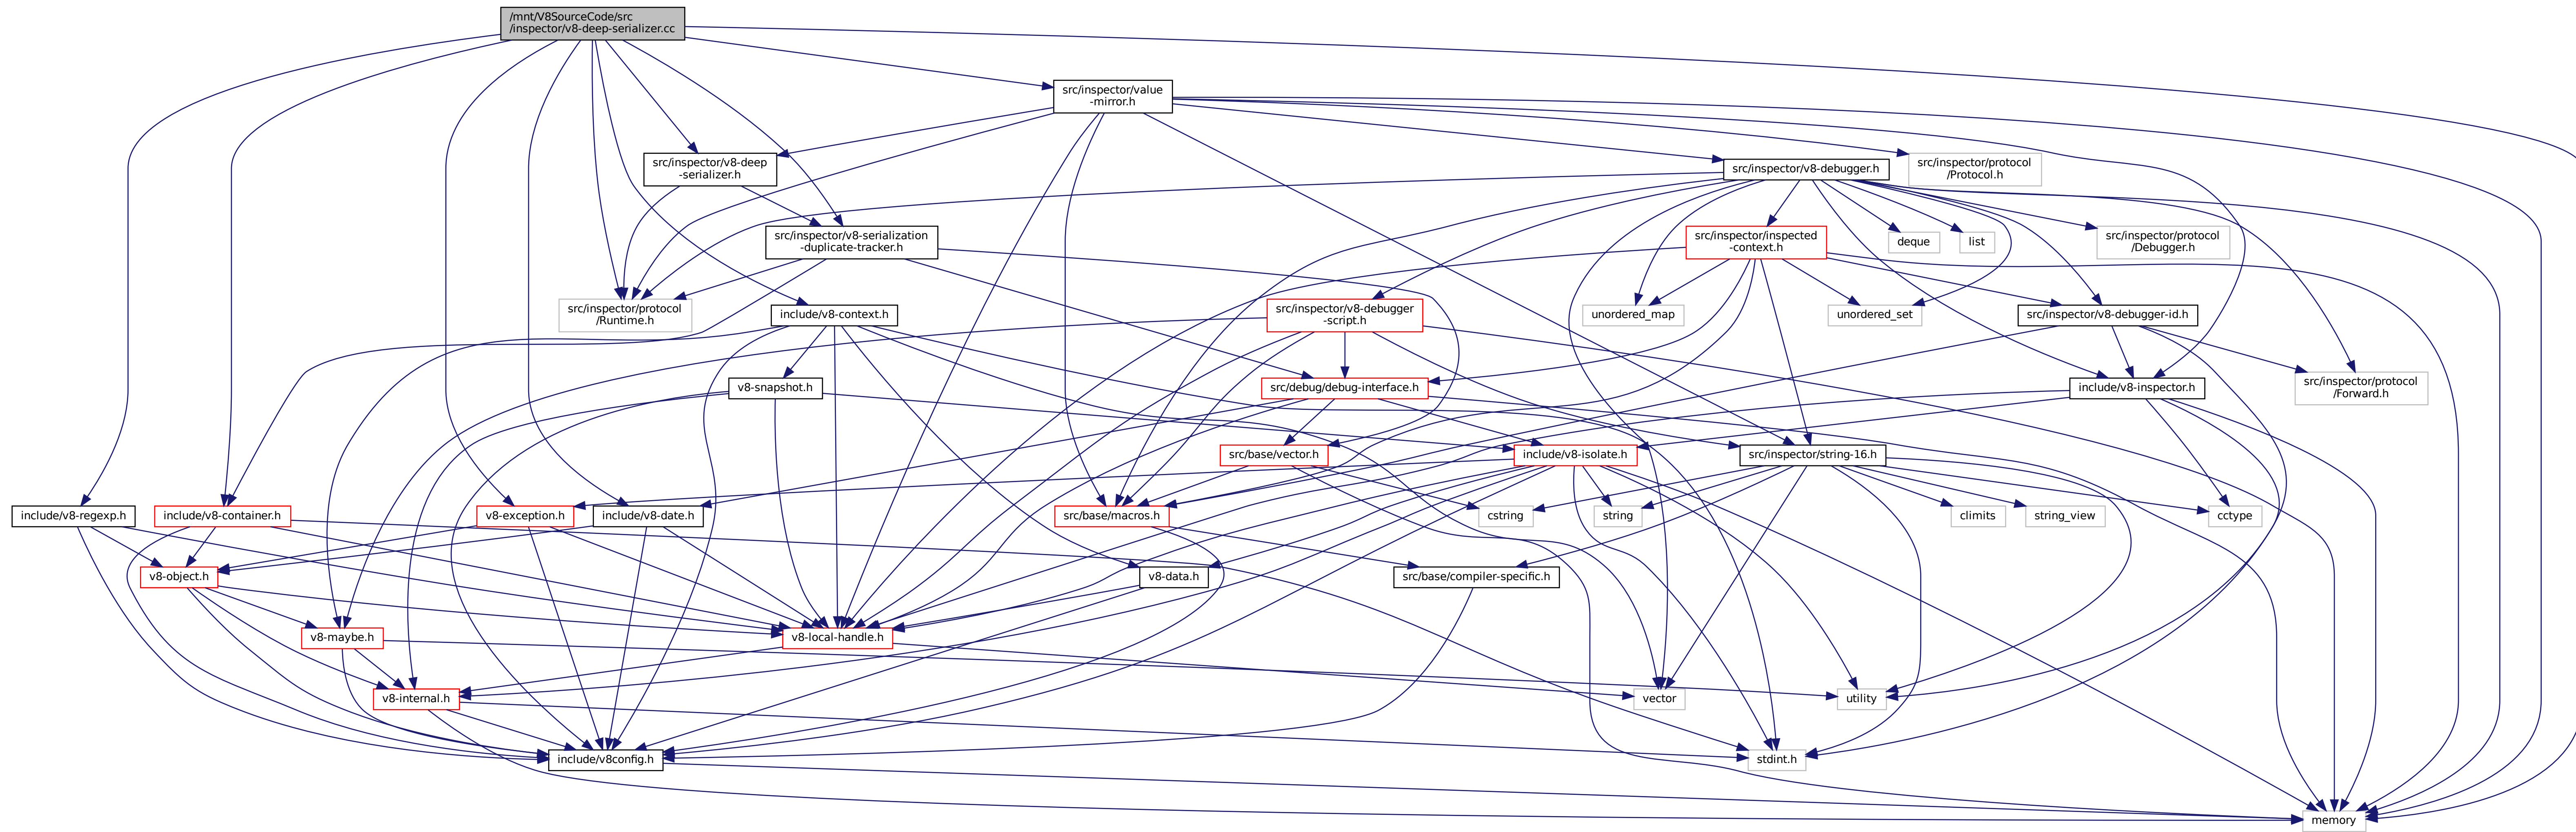 /mnt/V8SourceCode/src
/inspector/v8-deep-serializer.cc
src/inspector/value
-mirror.h
src/inspector/v8-deep
-serializer.h
src/inspector/v8-debugger.h
src/inspector/protocol
/Protocol.h
src/inspector/v8-serialization
-duplicate-tracker.h
src/inspector/inspected
-context.h
deque
list
src/inspector/protocol
/Debugger.h
src/inspector/protocol
/Runtime.h
include/v8-context.h
src/inspector/v8-debugger
-script.h
unordered_map
unordered_set
src/inspector/v8-debugger-id.h
v8-snapshot.h
src/debug/debug-interface.h
include/v8-inspector.h
src/inspector/protocol
/Forward.h
src/base/vector.h
include/v8-isolate.h
src/inspector/string-16.h
include/v8-regexp.h
include/v8-container.h
v8-exception.h
include/v8-date.h
src/base/macros.h
cstring
string
climits
string_view
cctype
v8-object.h
v8-data.h
src/base/compiler-specific.h
v8-maybe.h
v8-local-handle.h
v8-internal.h
vector
utility
include/v8config.h
stdint.h
memory